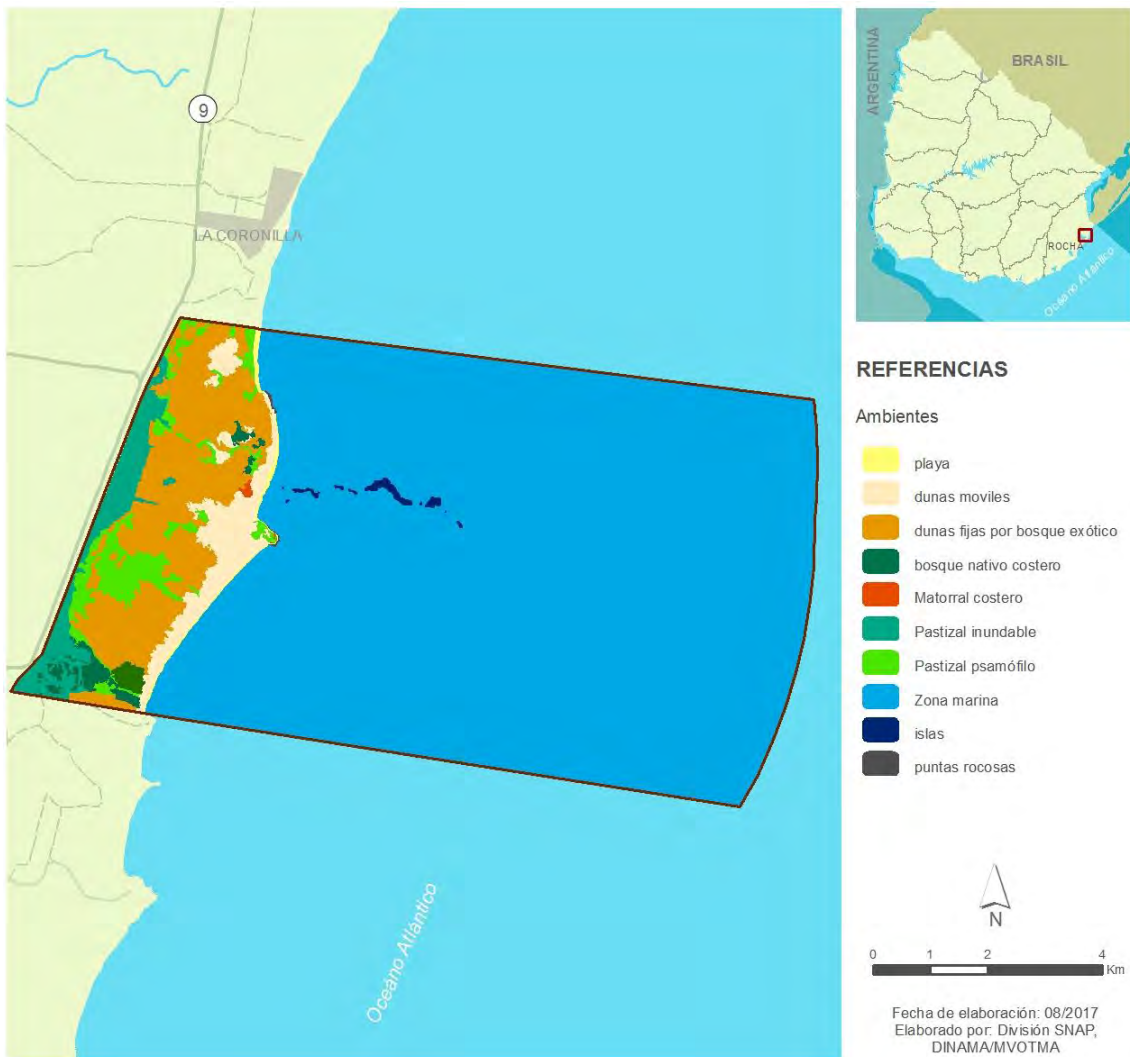 9
LA CORONILLA
Océano Atlántico
ARGENTINA
BRASIL
ROCHA
Océano Atlántico
REFERENCIAS
Ambientes
playa
dunas moviles
dunas fijas por bosque exótico
bosque nativo costero
Matorral costero
Pastizal inundable
Pastizal psamófilo
Zona marina
islas
puntas rocosas
N
0 1 2 4
Km
Fecha de elaboración: 08/2017
Elaborado por: División SNAP,
DINAMA/MVOTMA